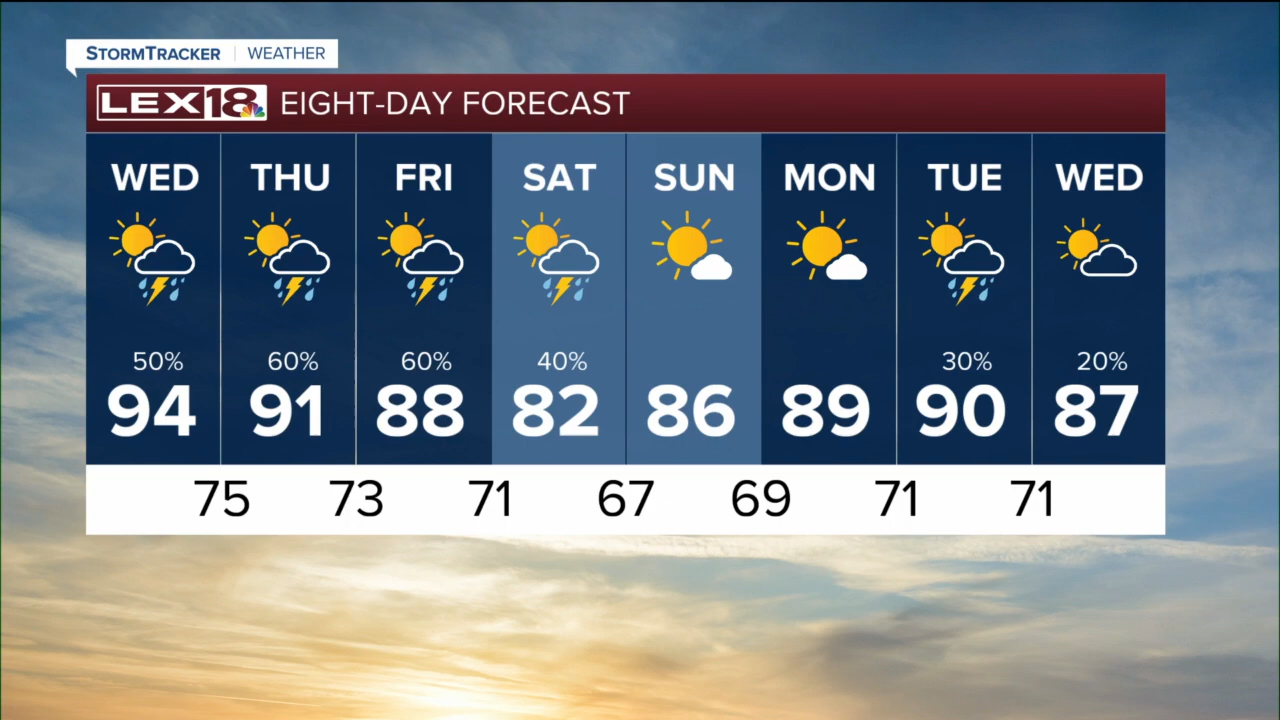 STORMTRACKER | WEATHER
LEX18 EIGHT-DAY FORECAST
WED THU FRI SAT SUN MON TUE WED
50% 60% 60% 40% 30% 20%
94 91 88 82 86 89 90 87
75 73 71 67 69 71 71